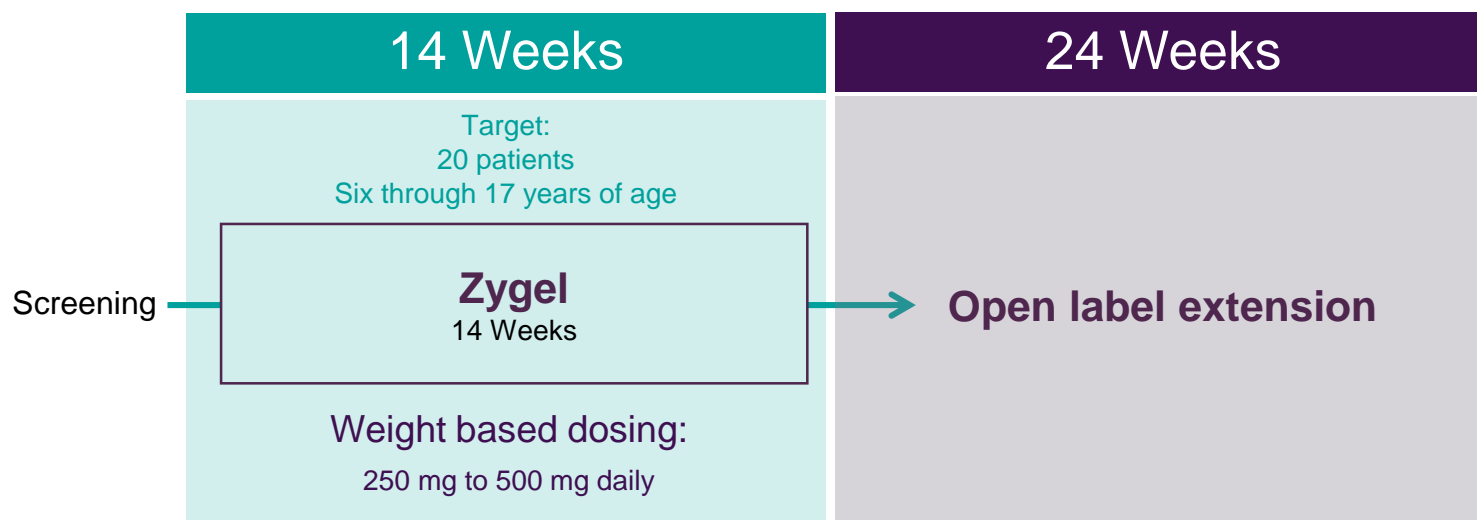 14 Weeks
24 Weeks
Target:
20 patients
Six through 17 years of age
Screening
Zygel
14 Weeks
Open label extension
Weight based dosing:
250 mg to 500 mg daily